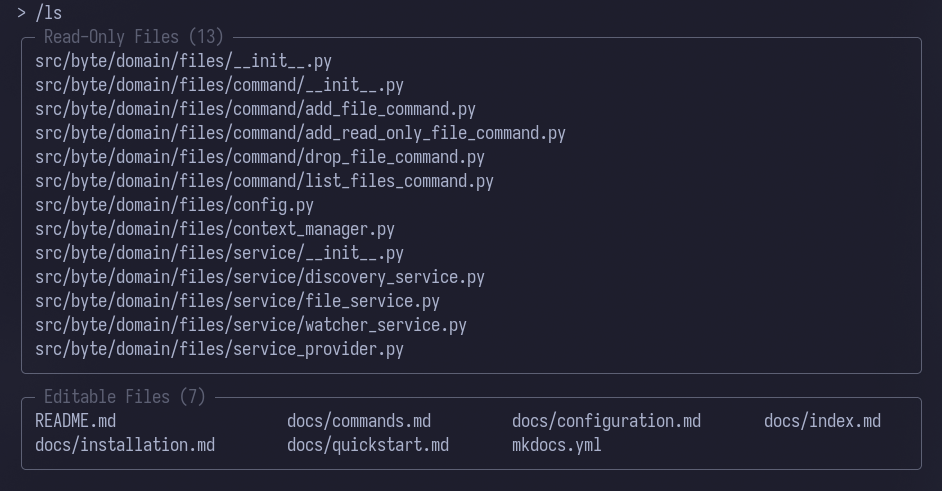 > /ls
Read-Only Files (13)
src/byte/domain/files/__init__.py
src/byte/domain/files/command/__init__.py
src/byte/domain/files/command/add_file_command.py
src/byte/domain/files/command/add_read_only_file_command.py
src/byte/domain/files/command/drop_file_command.py
src/byte/domain/files/command/list_files_command.py
src/byte/domain/files/config.py
src/byte/domain/files/context_manager.py
src/byte/domain/files/service/__init__.py
src/byte/domain/files/service/discovery_service.py
src/byte/domain/files/service/file_service.py
src/byte/domain/files/service/watcher_service.py
src/byte/domain/files/service_provider.py
Editable Files (7)
README.md docs/commands.md docs/configuration.md docs/index.md
docs/installation.md docs/quickstart.md mkdocs.yml